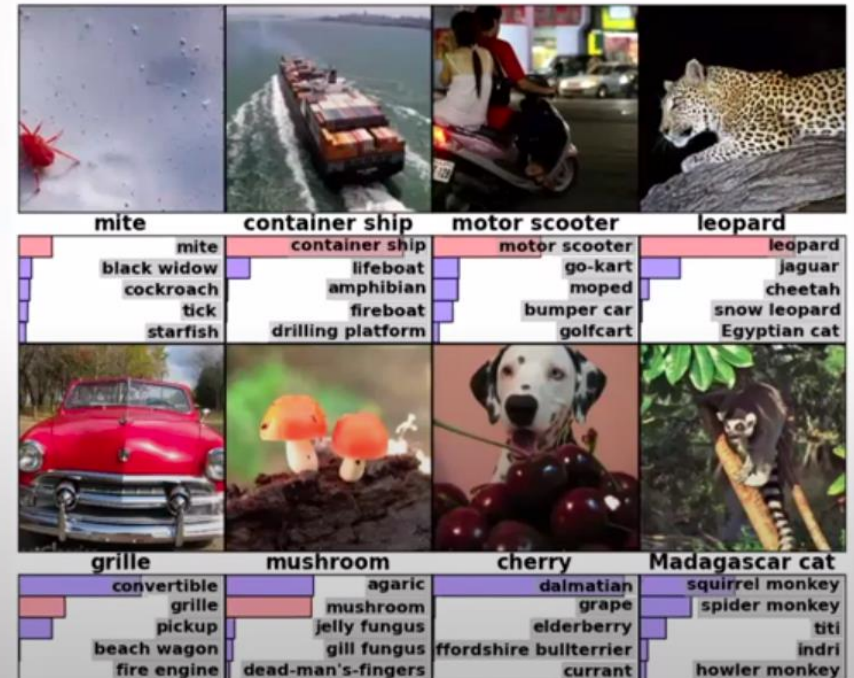 mite container ship motor scooter leopard
mite container ship motor scooter leopard
black widow lifeboat go-kart jaguar
cockroach amphibian moped cheetah
tick fireboat bumper car snow leopard
starfish drilling platform golfcart Egyptian cat
grille mushroom cherry Madagascar cat
convertible agaric dalmatian squirrel monkey
grille mushroom grape spider monkey
pickup jelly fungus elderberry titi
beach wagon gill fungus ffordshire bullterrier indri
fire engine dead-man's-fingers currant howler monkey